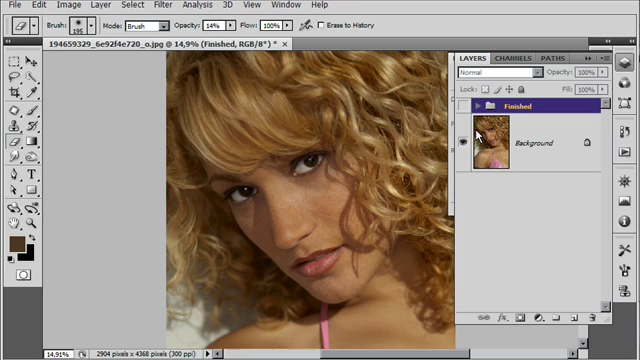 File Edit Image Layer Select Filter Analysis 3D View Window Help
Brush: 195 Mode: Brush Opacity: 14% Flow: 100% Erase to History
194659329_6e92f4e720_o.jpg @ 14,9% (Finished, RGB/8*) * ×
LAYERS CHANNELS PATHS
Normal Opacity: 100%
Lock: Fill: 100%
Finished
Background
T
fx
14,91% 2904 pixels x 4368 pixels (300 ppi)